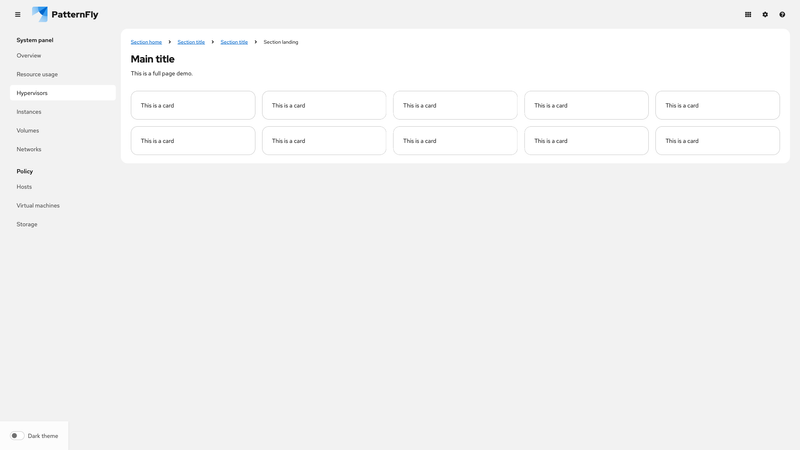 PatternFly
System panel
Overview
Resource usage
Hypervisors
Instances
Volumes
Networks
Policy
Hosts
Virtual machines
Storage
Section home Section title Section title Section landing
Main title
This is a full page demo.
This is a card This is a card This is a card This is a card This is a card
This is a card This is a card This is a card This is a card This is a card
Dark theme